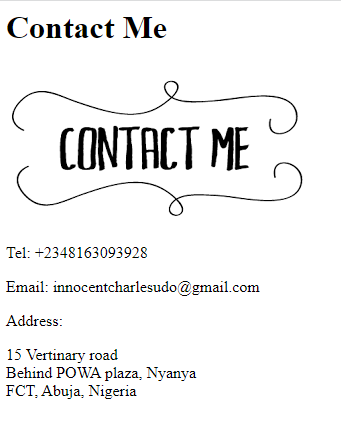 Contact Me
CONTACT ME
Tel: +2348163093928
Email: innocentcharlesudo@gmail.com
Address:
15 Vertinary road
Behind POWA plaza, Nyanya
FCT, Abuja, Nigeria